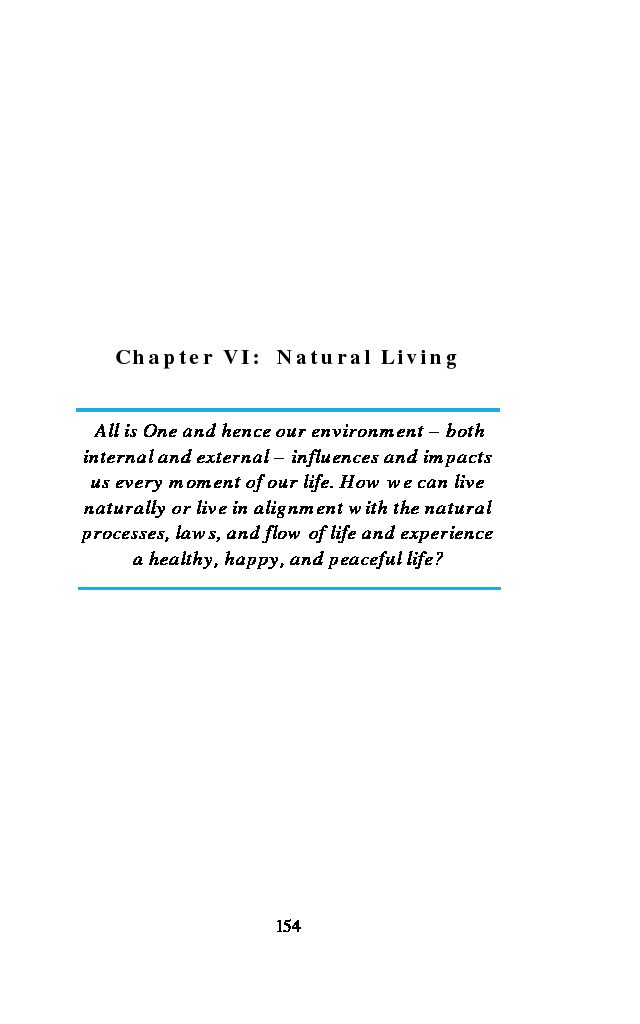 Chapter VI: Natural Living
All is One and hence our environment – both
internal and external – influences and impacts
us every moment of our life. How we can live
naturally or live in alignment with the natural
processes, laws, and flow of life and experience
a healthy, happy, and peaceful life?
154